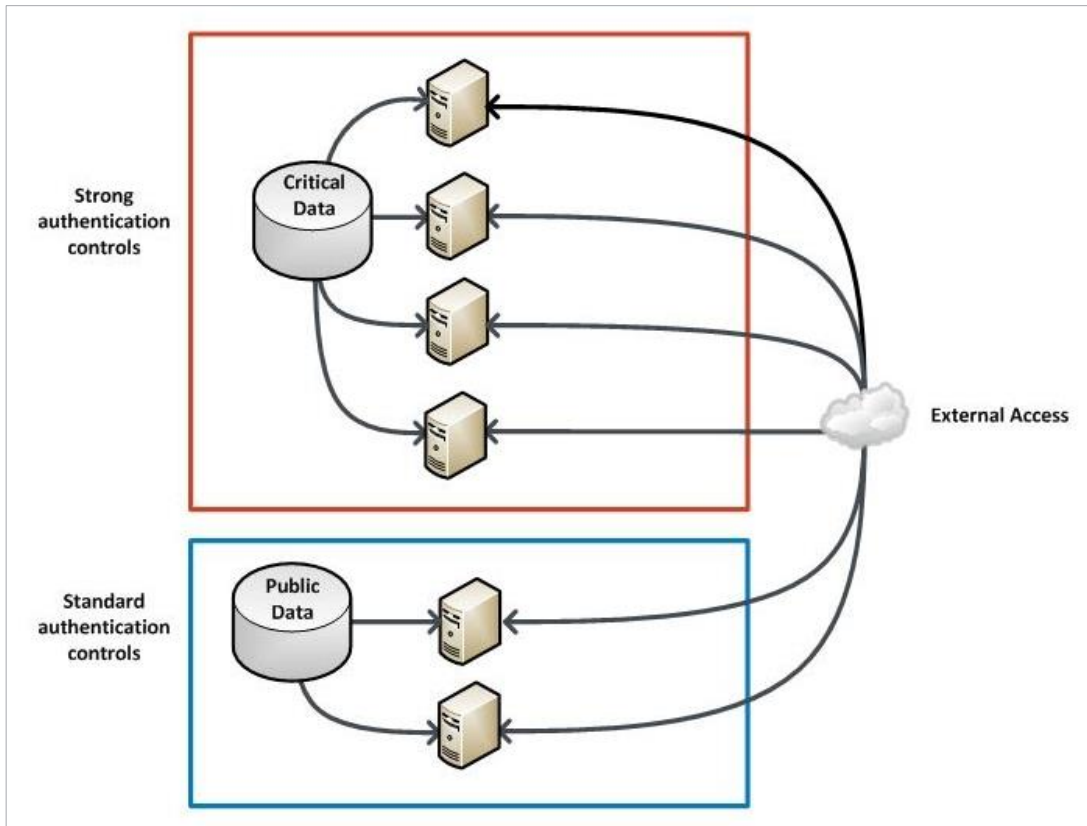 Critical
Data
Strong
authentication
controls
External Access
Public
Data
Standard
authentication
controls